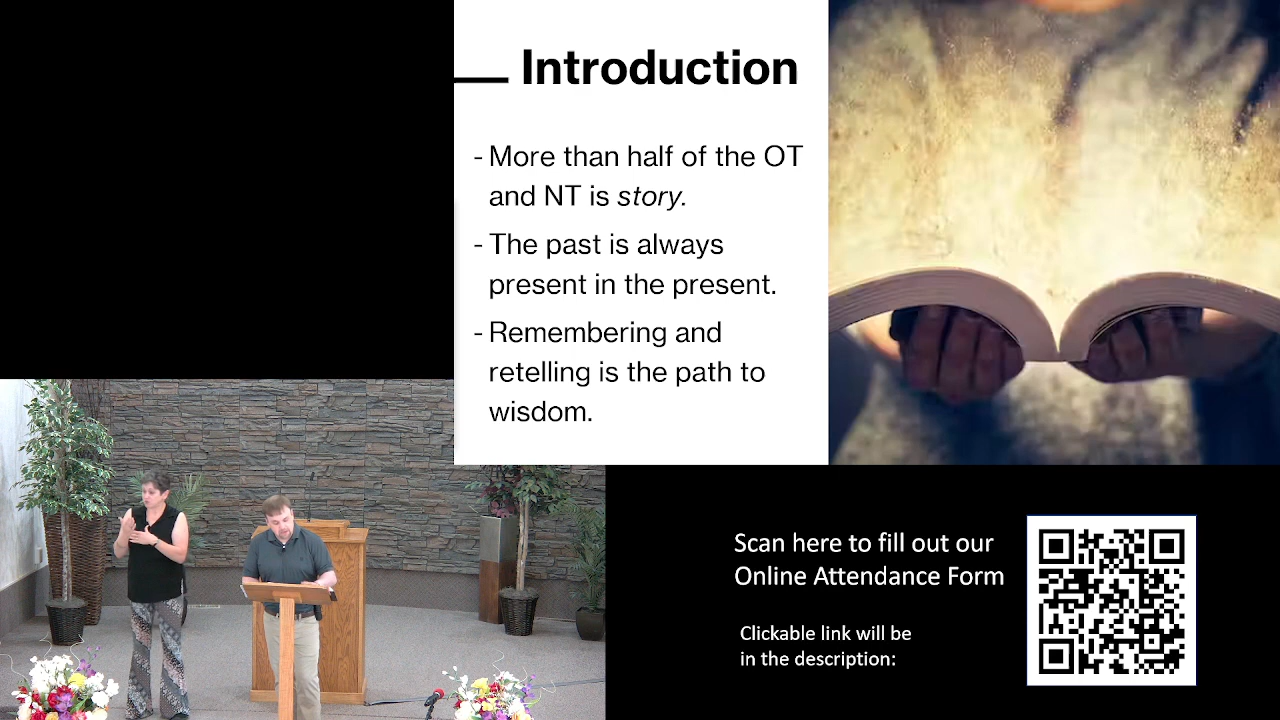 Introduction
- More than half of the OT
and NT is story.
- The past is always
present in the present.
- Remembering and
retelling is the path to
wisdom.
Scan here to fill out our
Online Attendance Form
Clickable link will be
in the description: